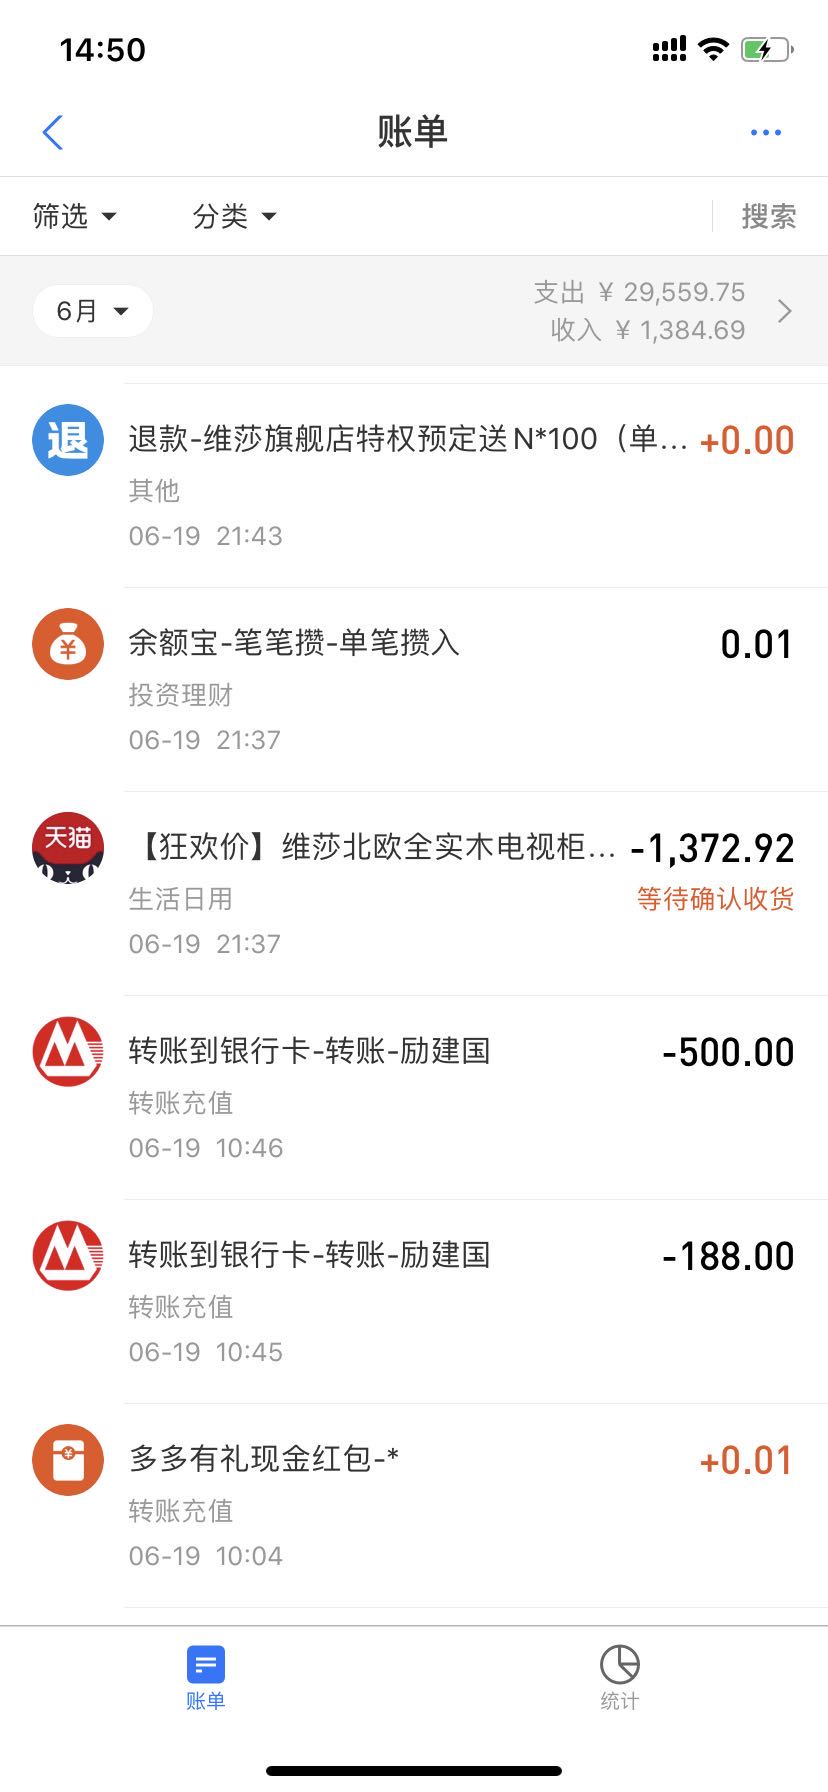 14:50
账单
筛选 分类 搜索
6月
支出 ¥ 29,559.75
收入 ¥ 1,384.69
退 退款-维莎旗舰店特权预定送N*100（单... +0.00
其他
06-19 21:43
¥ 余额宝-笔笔攒-单笔攒入 0.01
投资理财
06-19 21:37
天猫 【狂欢价】维莎北欧全实木电视柜... -1,372.92
生活日用 等待确认收货
06-19 21:37
转账到银行卡-转账-励建国 -500.00
转账充值
06-19 10:46
转账到银行卡-转账-励建国 -188.00
转账充值
06-19 10:45
¥ 多多有礼现金红包-* +0.01
转账充值
06-19 10:04
账单 统计